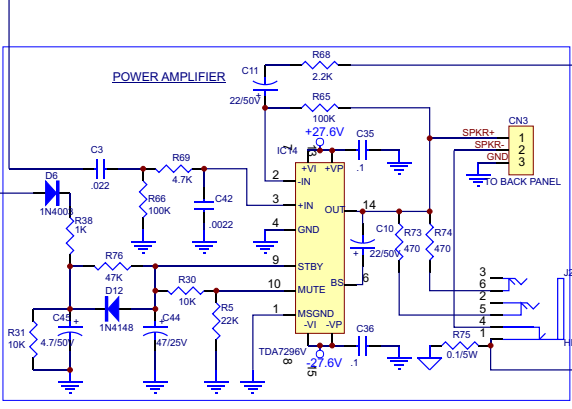 R68
2.2K
POWER AMPLIFIER
C11
22/50V
+
R65
100K
CN3
+27.6V
SPKR+
1
SPKR-
2
GND
3
TO BACK PANEL
IC14
7
13
C35
.1
+VI +VP
C3
.022
R69
4.7K
2
-IN
D6
1N4003
R66
100K
C42
.0022
3
+IN
OUT
14
R38
1K
4
GND
C10
22/50V
+
R73
470
R74
470
R76
47K
9
STBY
BS
6
3
6
J2
D12
1N4148
R30
10K
10
MUTE
2
5
R31
10K
C45
4.7/50V
+
C44
47/25V
+
R5
22K
1
MSGND
-VI -VP
4
1
TDA7296V
8
15
-27.6V
C36
.1
R75
0.1/5W